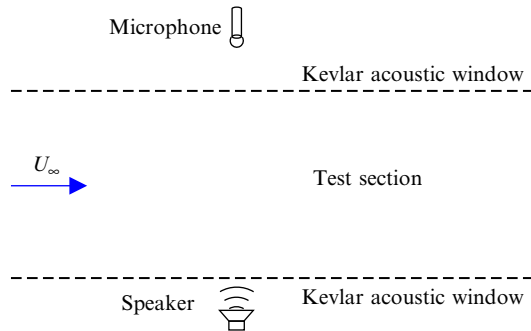 Microphone
Kevlar acoustic window
U∞
Test section
Speaker
Kevlar acoustic window